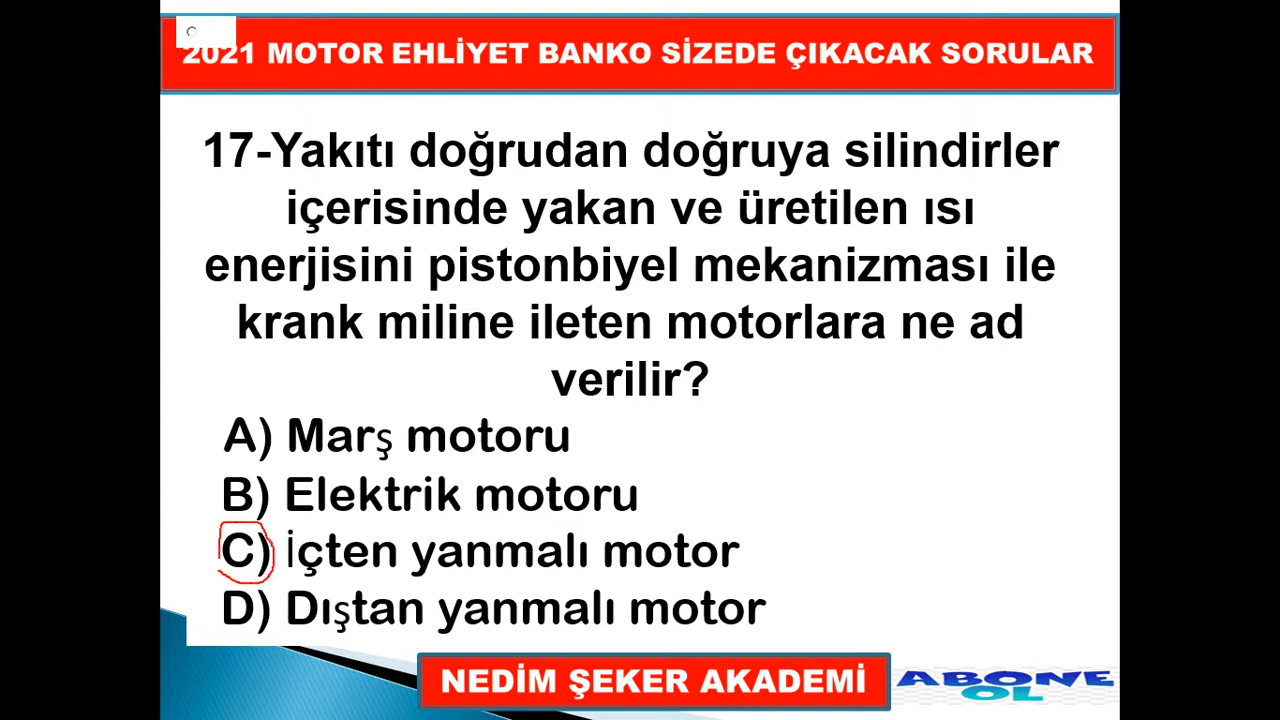 2021 MOTOR EHLİYET BANKO SİZEDE ÇIKACAK SORULAR
17-Yakıtı doğrudan doğruya silindirler
içerisinde yakan ve üretilen ısı
enerjisini pistonbiyel mekanizması ile
krank miline ileten motorlara ne ad
verilir?
A) Marş motoru
B) Elektrik motoru
C) İçten yanmalı motor
D) Dıştan yanmalı motor
NEDİM ŞEKER AKADEMİ
ABONE
OL